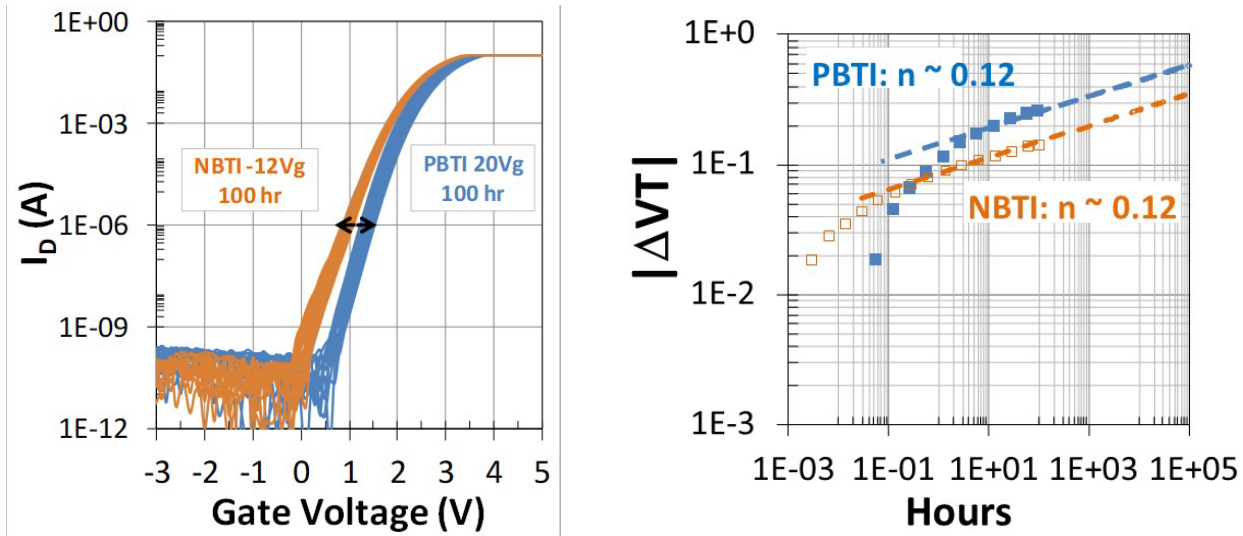 1E+00
1E-03
1E-06
1E-09
1E-12
I_D (A)
NBTI -12Vg
100 hr
PBTI 20Vg
100 hr
-3 -2 -1 0 1 2 3 4 5
Gate Voltage (V)
1E+0
1E-1
1E-2
1E-3
|ΔVT|
PBTI: n ~ 0.12
NBTI: n ~ 0.12
1E-03 1E-01 1E+01 1E+03 1E+05
Hours